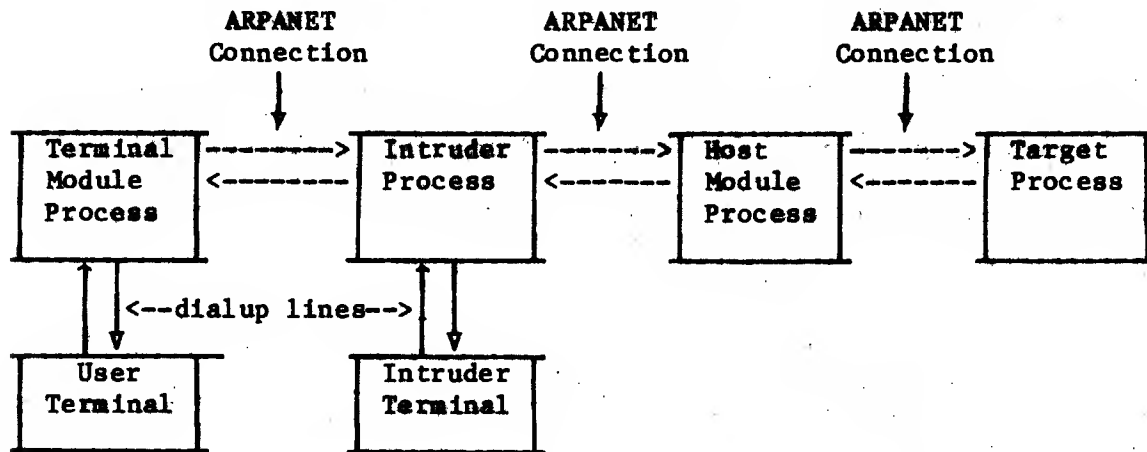 ARPANET ARPANET ARPANET
Connection Connection Connection
Terminal -------> Intruder -------> Host -------> Target
Module <------- Process <------- Module <------- Process
Process Process
<--dialup lines-->
User Intruder
Terminal Terminal